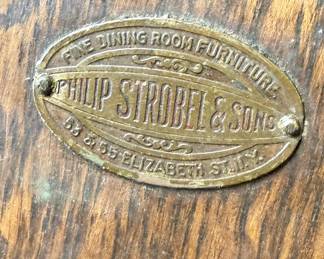 FINE DINING ROOM FURNITURE
PHILIP STROBEL & SONS
53 & 55 ELIZABETH ST. N.Y.